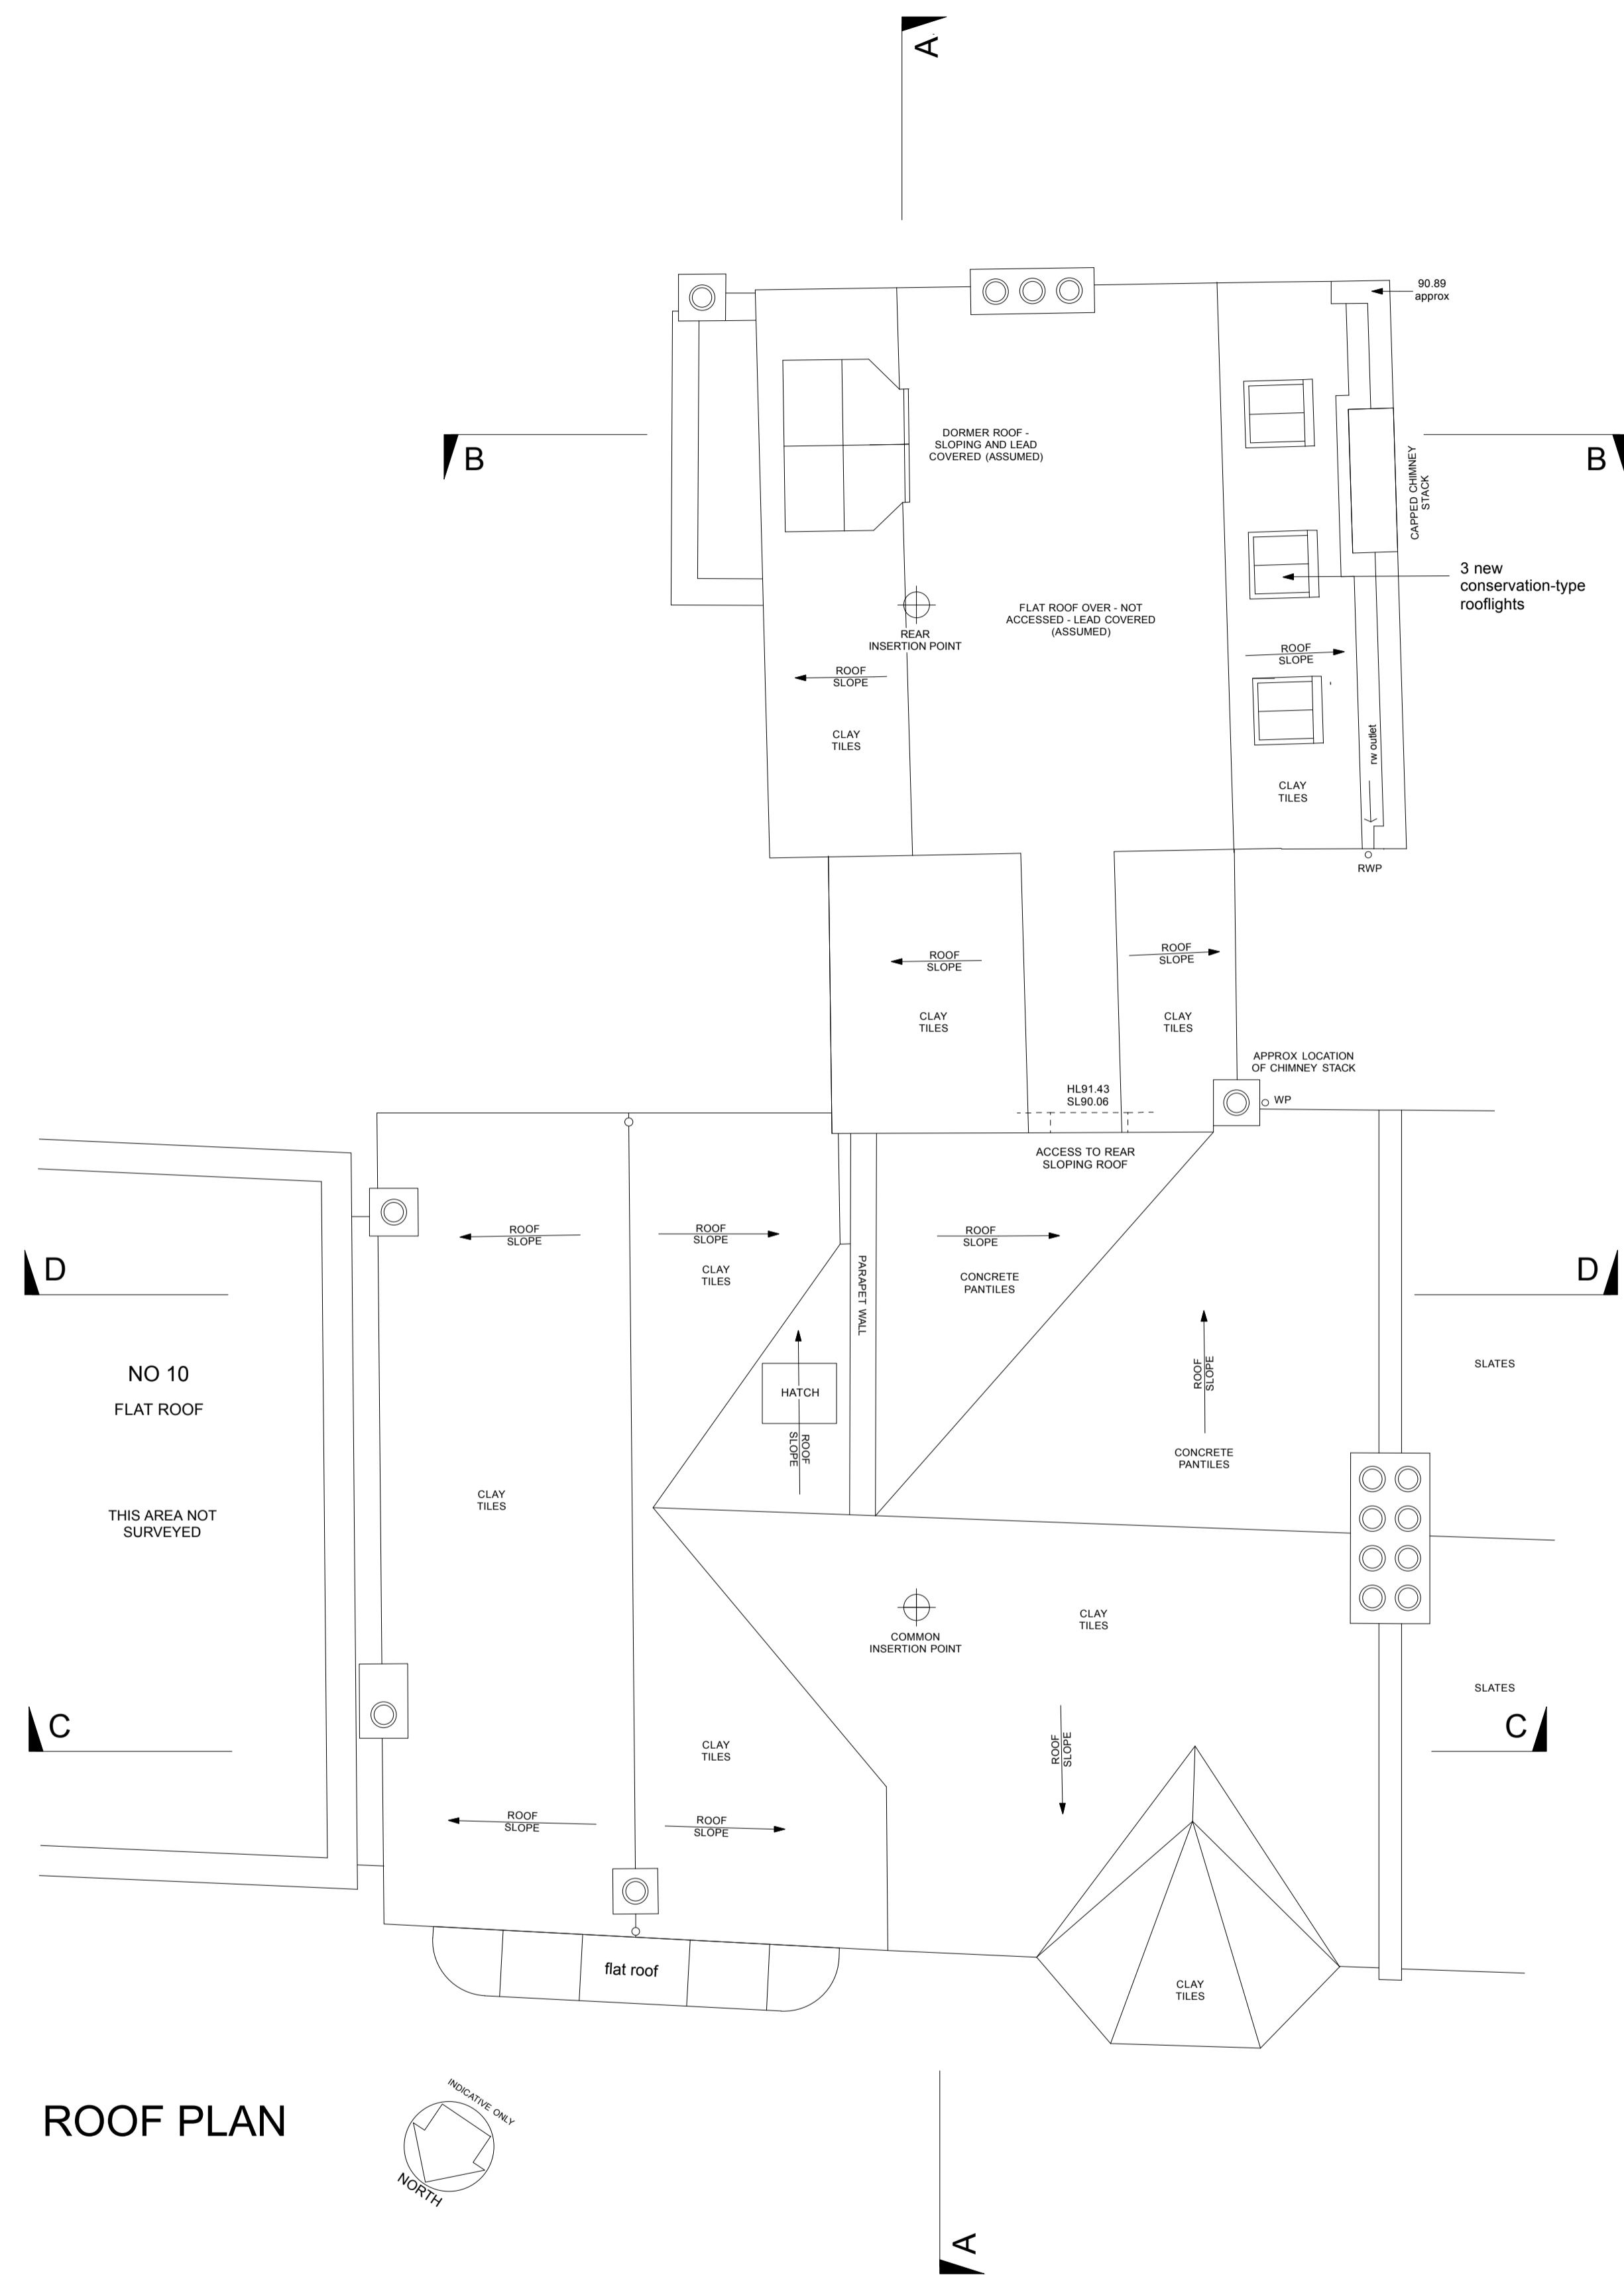 A
90.89
approx
B
DORMER ROOF -
SLOPING AND LEAD
COVERED (ASSUMED)
CAPPED CHIMNEY
STACK
B
3 new
conservation-type
rooflights
FLAT ROOF OVER - NOT
ACCESSED - LEAD COVERED
(ASSUMED)
REAR
INSERTION POINT
ROOF
SLOPE
ROOF
SLOPE
CLAY
TILES
rw outlet
CLAY
TILES
RWP
ROOF
SLOPE
ROOF
SLOPE
CLAY
TILES
CLAY
TILES
APPROX LOCATION
OF CHIMNEY STACK
HL91.43
SL90.06
WP
ACCESS TO REAR
SLOPING ROOF
ROOF
SLOPE
ROOF
SLOPE
ROOF
SLOPE
D
CLAY
TILES
PARAPET WALL
CONCRETE
PANTILES
D
NO 10
FLAT ROOF
HATCH
ROOF
SLOPE
ROOF
SLOPE
SLATES
CONCRETE
PANTILES
CLAY
TILES
THIS AREA NOT
SURVEYED
COMMON
INSERTION POINT
CLAY
TILES
SLATES
C
CLAY
TILES
ROOF
SLOPE
C
ROOF
SLOPE
ROOF
SLOPE
flat roof
CLAY
TILES
ROOF PLAN
INDICATIVE ONLY
NORTH
A